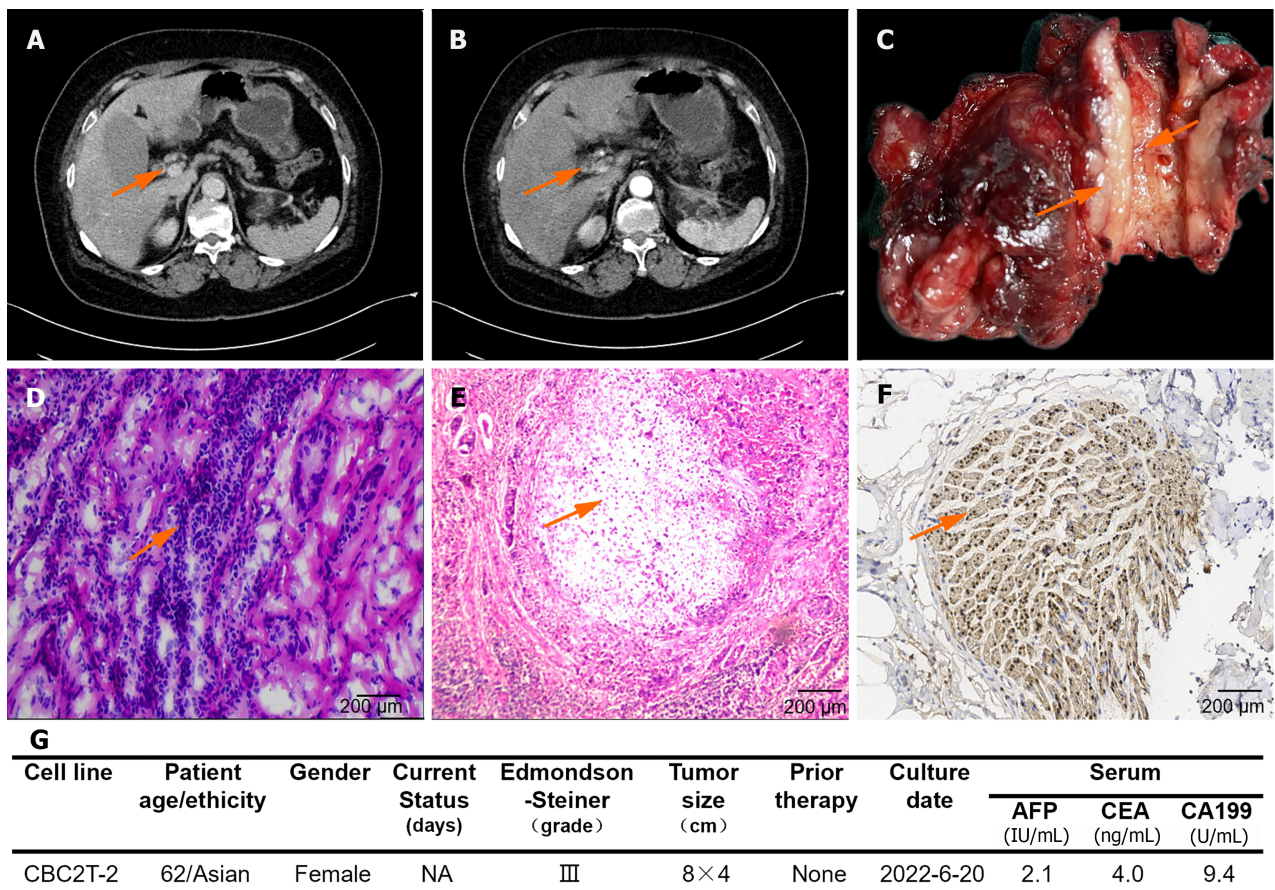 A
B
C
D
200 µm
E
200 µm
F
200 µm
G
Cell line Patient age/ethicity Gender Current Status (days) Edmondson -Steiner (grade) Tumor size (cm) Prior therapy Culture date Serum
AFP (IU/mL) CEA (ng/mL) CA199 (U/mL)
CBC2T-2 62/Asian Female NA Ⅲ 8×4 None 2022-6-20 2.1 4.0 9.4